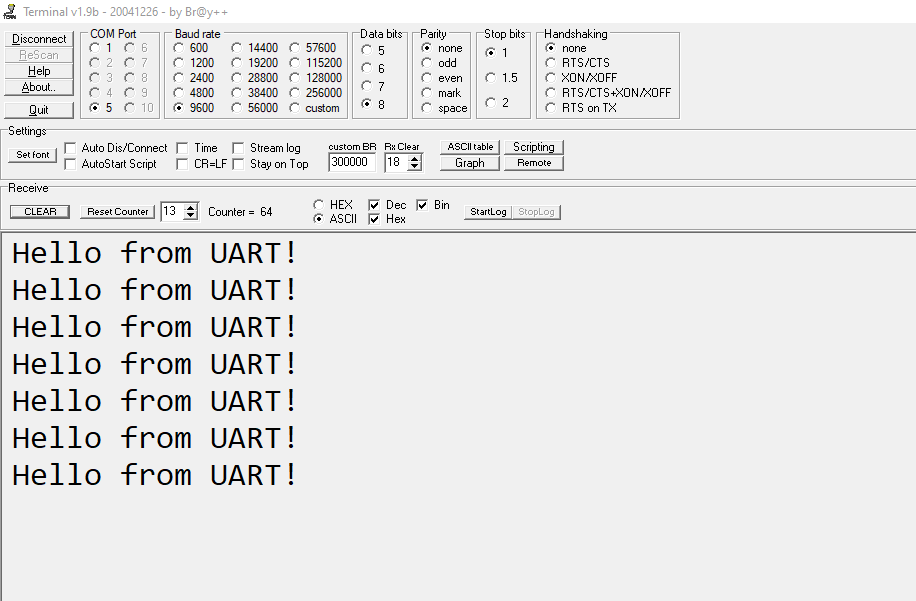 Terminal v1.9b - 20041226 - by Br@y++
Disconnect
ReScan
Help
About..
Quit
COM Port
1 6
2 7
3 8
4 9
5 10
Baud rate
600 14400 57600
1200 19200 115200
2400 28800 128000
4800 38400 256000
9600 56000 custom
Data bits
5
6
7
8
Parity
none
odd
even
mark
space
Stop bits
1
1.5
2
Handshaking
none
RTS/CTS
XON/XOFF
RTS/CTS+XON/XOFF
RTS on TX
Settings
Set font
Auto Dis/Connect Time Stream log
AutoStart Script CR=LF Stay on Top
custom BR Rx Clear
300000 18
ASCII table Scripting
Graph Remote
Receive
CLEAR Reset Counter 13 Counter = 64
HEX Dec Bin
ASCII Hex
StartLog StopLog
Hello from UART!
Hello from UART!
Hello from UART!
Hello from UART!
Hello from UART!
Hello from UART!
Hello from UART!